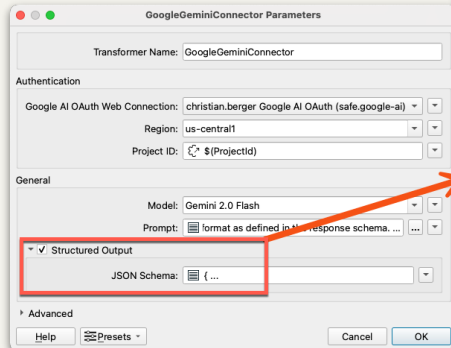 GoogleGeminiConnector Parameters
Transformer Name: GoogleGeminiConnector
Authentication
Google AI OAuth Web Connection: christian.berger Google AI OAuth (safe.google-ai)
Region: us-central1
Project ID: $(ProjectId)
General
Model: Gemini 2.0 Flash
Prompt: format as defined in the response schema. ... ...
Structured Output
JSON Schema: { ...
Advanced
Help Presets Cancel OK